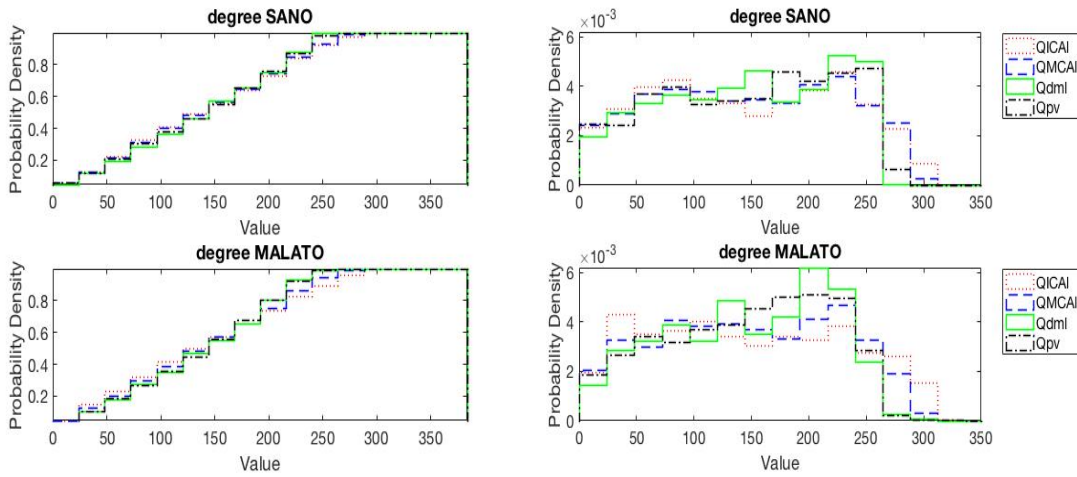 degree SANO
Probability Density
0.8
0.6
0.4
0.2
0 50 100 150 200 250 300 350
Value
×10⁻³
degree SANO
Probability Density
6
4
2
0
0 50 100 150 200 250 300 350
Value
QICAI
QMCAI
Qdml
Qpv
degree MALATO
Probability Density
0.8
0.6
0.4
0.2
0 50 100 150 200 250 300 350
Value
×10⁻³
degree MALATO
Probability Density
6
4
2
0
0 50 100 150 200 250 300 350
Value
QICAI
QMCAI
Qdml
Qpv